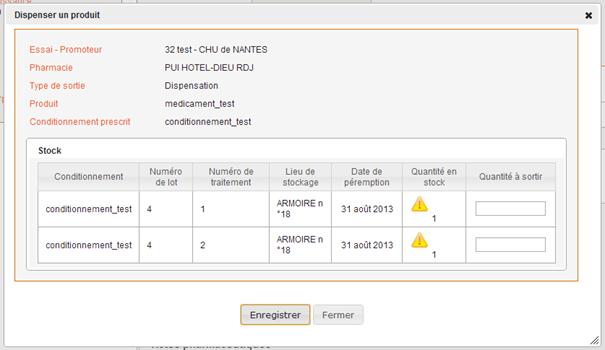 Dispenser un produit
Essai - Promoteur 32 test - CHU de NANTES
Pharmacie PUI HOTEL-DIEU RDJ
Type de sortie Dispensation
Produit medicament_test
Conditionnement prescrit conditionnement_test
Stock
Conditionnement Numéro de lot Numéro de traitement Lieu de stockage Date de péremption Quantité en stock Quantité à sortir
conditionnement_test 4 1 ARMOIRE n °18 31 août 2013 1
conditionnement_test 4 2 ARMOIRE n °18 31 août 2013 1
Enregistrer Fermer